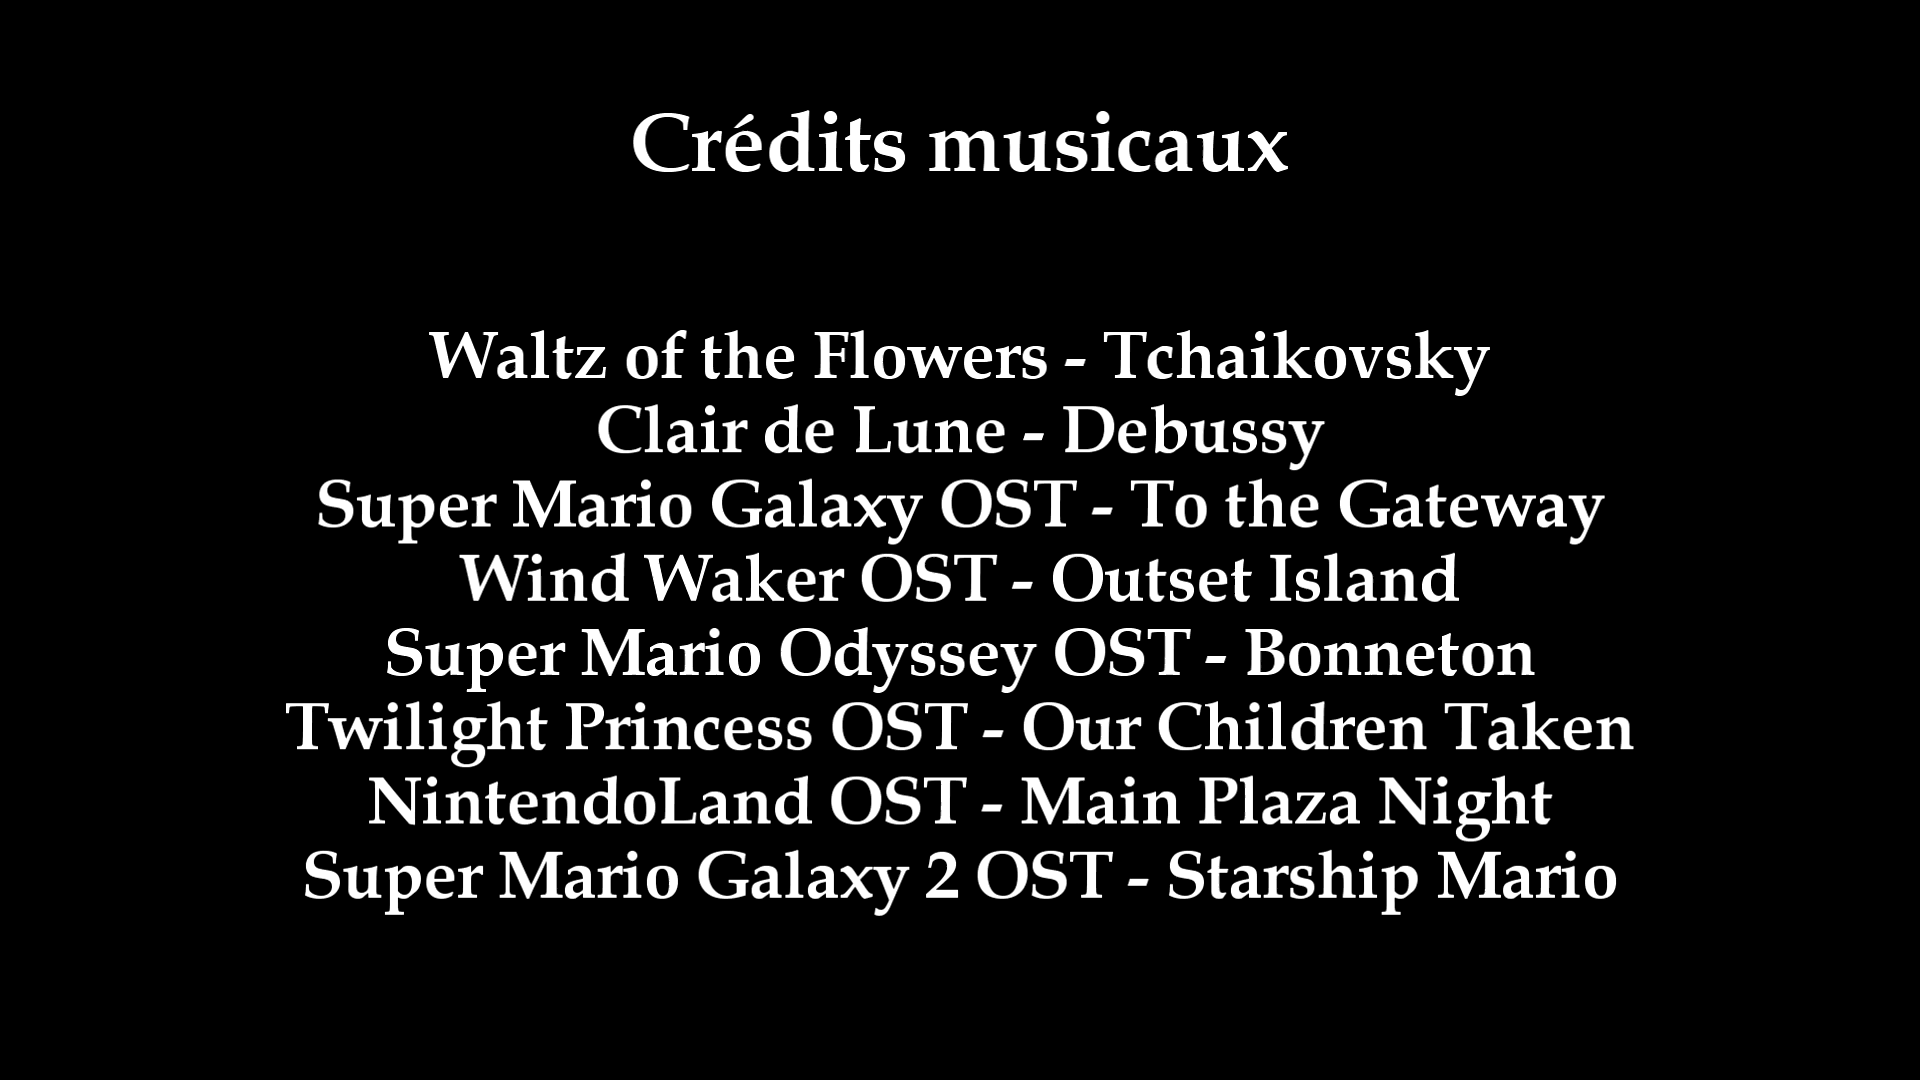 Crédits musicaux
Waltz of the Flowers - Tchaikovsky
Clair de Lune - Debussy
Super Mario Galaxy OST - To the Gateway
Wind Waker OST - Outset Island
Super Mario Odyssey OST - Bonneton
Twilight Princess OST - Our Children Taken
NintendoLand OST - Main Plaza Night
Super Mario Galaxy 2 OST - Starship Mario